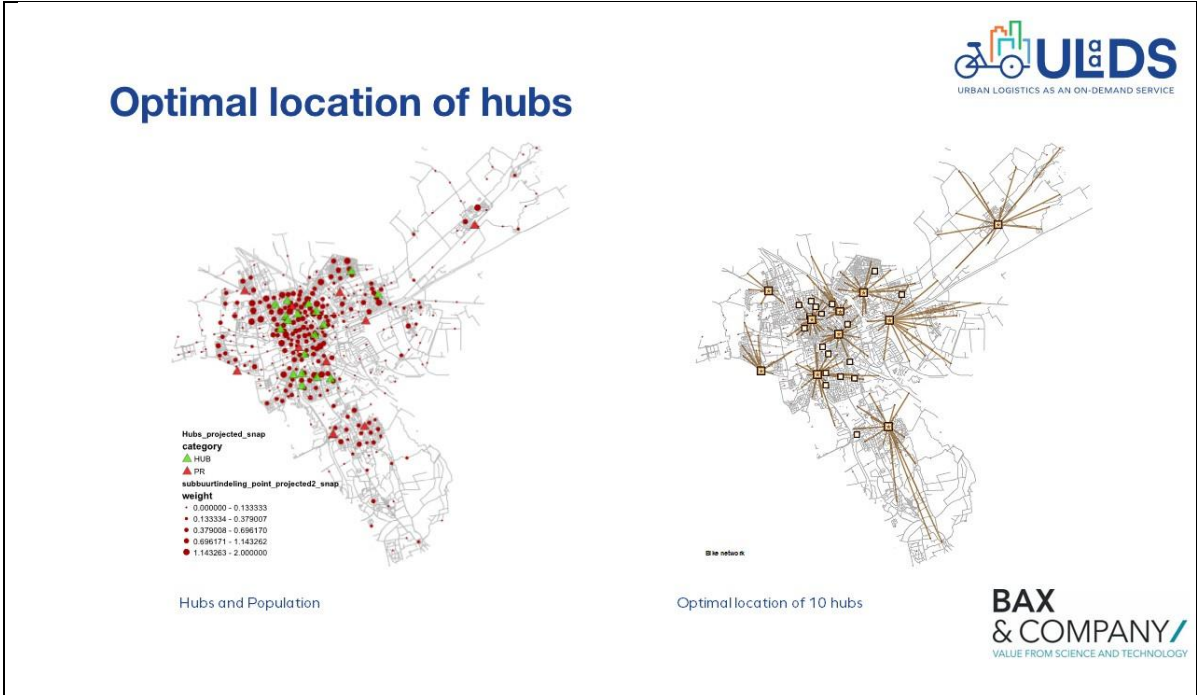 ULaaDS
URBAN LOGISTICS AS AN ON-DEMAND SERVICE
Optimal location of hubs
Hubs_projected_snap
category
HUB
PR
subbuurtindeling_point_projected2_snap
weight
0.000000 - 0.133333
0.133334 - 0.379007
0.379008 - 0.696170
0.696171 - 1.143262
1.143263 - 2.000000
Bike network
Hubs and Population
Optimal location of 10 hubs
BAX
& COMPANY/
VALUE FROM SCIENCE AND TECHNOLOGY